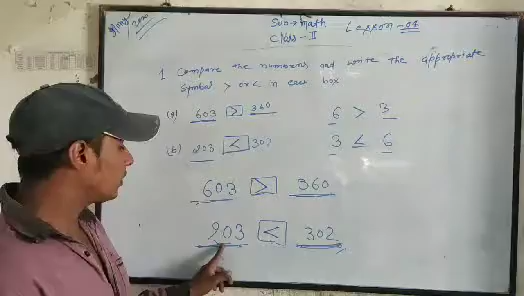 Sub→math Lesson-04
Class-II
1 Compare the numbers and write the appropriate
Symbol > or < in each box
(a) 603 > 360 6 > 3
(b) 203 < 302 3 ≤ 6
603 > 360
203 < 302